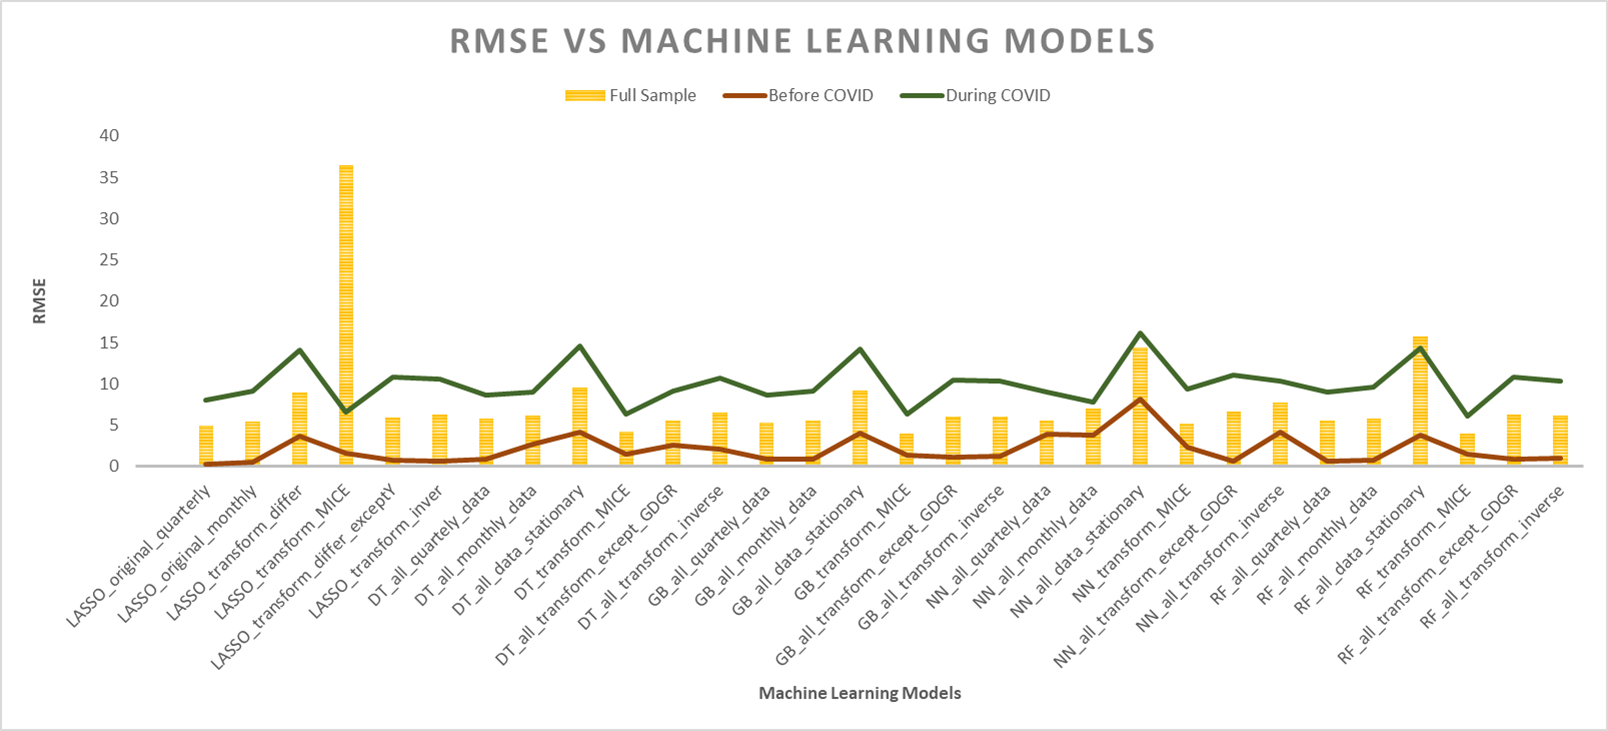 RMSE VS MACHINE LEARNING MODELS
Full Sample Before COVID During COVID
40
35
30
25
20
15
10
5
0
RMSE
LASSO_original_quarterly
LASSO_original_monthly
LASSO_transform_differ
LASSO_transform_MICE
LASSO_transform_differ_exceptY
LASSO_transform_inver
DT_all_quartely_data
DT_all_monthly_data
DT_all_data_stationary
DT_transform_MICE
DT_all_transform_except_GDGR
DT_all_transform_inverse
GB_all_quartely_data
GB_all_monthly_data
GB_all_data_stationary
GB_transform_MICE
GB_all_transform_except_GDGR
GB_all_transform_inverse
NN_all_quartely_data
NN_all_monthly_data
NN_all_data_stationary
NN_transform_MICE
NN_all_transform_except_GDGR
NN_all_transform_inverse
RF_all_quartely_data
RF_all_monthly_data
RF_all_data_stationary
RF_transform_MICE
RF_all_transform_except_GDGR
RF_all_transform_inverse
Machine Learning Models